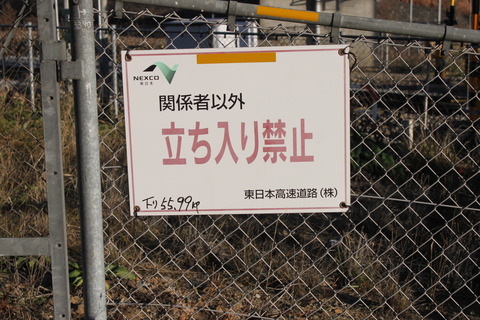 NEXCO
東日本
関係者以外
立ち入り禁止
東日本高速道路(株)
下り55.99kp